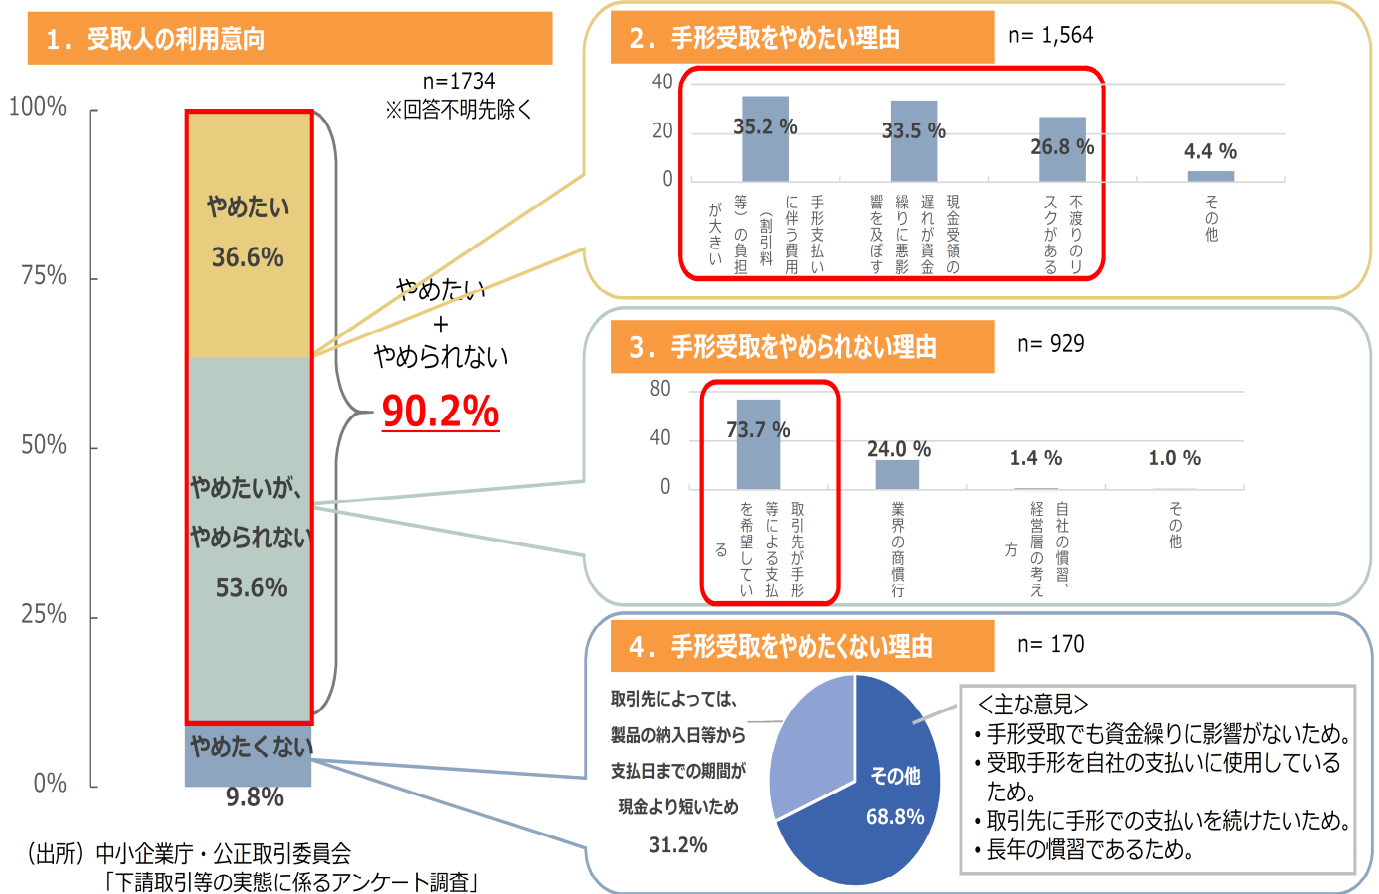 １．受取人の利用意向
n=1734
※回答不明先除く
100%
75%
50%
25%
0%
やめたい
36.6%
やめたいが、
やめられない
53.6%
やめたくない
9.8%
やめたい
+
やめられない
90.2%
２．手形受取をやめたい理由
n= 1,564
40
20
0
35.2 %
33.5 %
26.8 %
4.4 %
手形支払い
に伴う費用
（割引料
等）の負担
が大きい
現金受領の
遅れが資金
繰りに悪影
響を及ぼす
不渡りのリ
スクがある
その他
３．手形受取をやめられない理由
n= 929
80
40
0
73.7 %
24.0 %
1.4 %
1.0 %
取引先が手形
等による支払
を希望してい
る
業界の商慣行
自社の慣習、
経営層の考え
方
その他
４．手形受取をやめたくない理由
n= 170
取引先によっては、
製品の納入日等から
支払日までの期間が
現金より短いため
31.2%
その他
68.8%
＜主な意見＞
・手形受取でも資金繰りに影響がないため。
・受取手形を自社の支払いに使用している
ため。
・取引先に手形での支払いを続けたいため。
・長年の慣習であるため。
（出所）中小企業庁・公正取引委員会
「下請取引等の実態に係るアンケート調査」